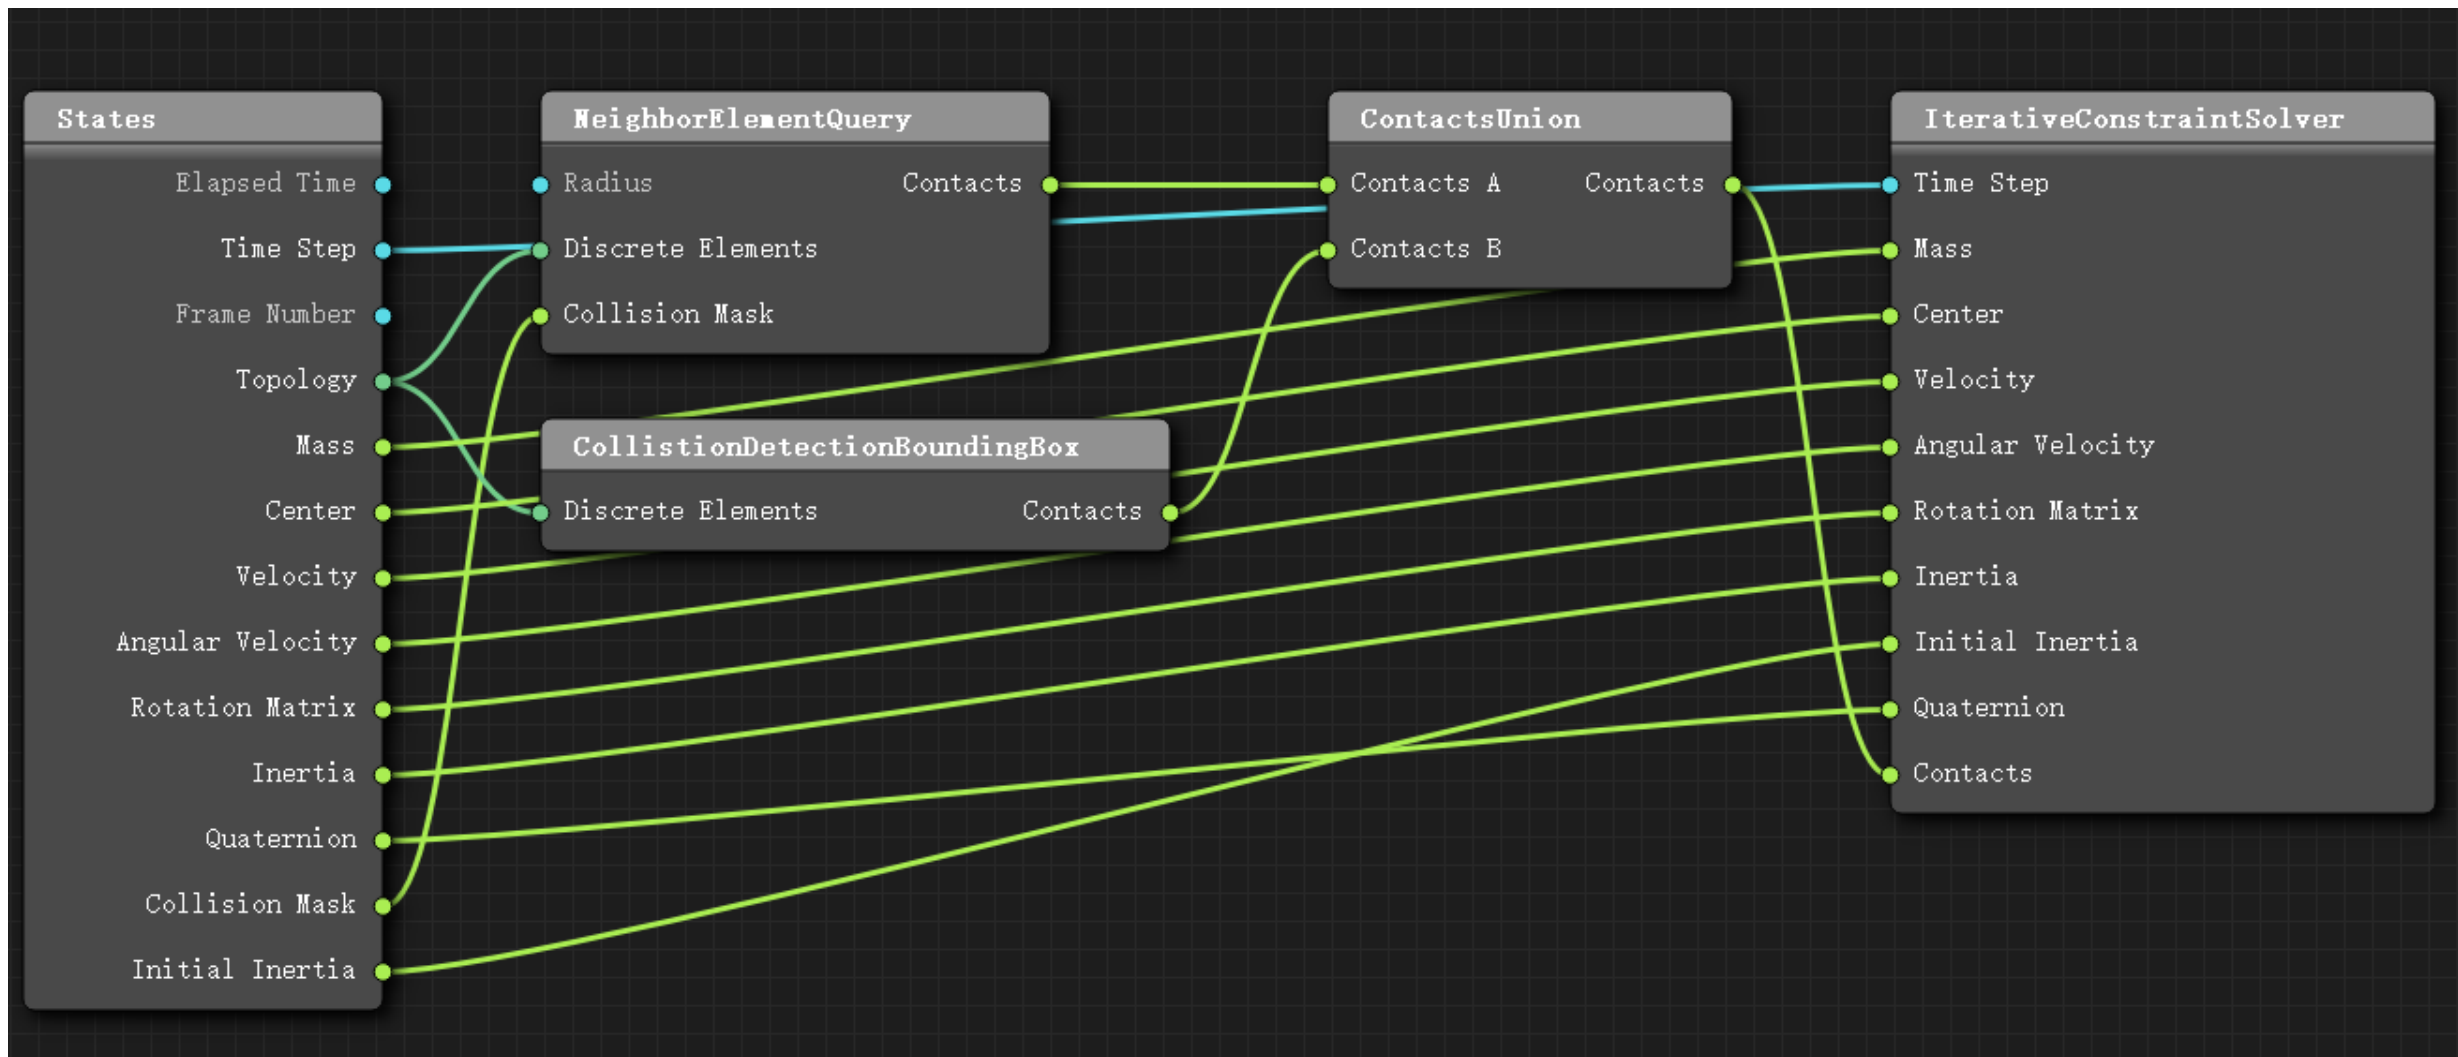 States
Elapsed Time
Time Step
Frame Number
Topology
Mass
Center
Velocity
Angular Velocity
Rotation Matrix
Inertia
Quaternion
Collision Mask
Initial Inertia
NeighborElementQuery
Radius
Contacts
Discrete Elements
Collision Mask
CollistionDetectionBoundingBox
Discrete Elements
Contacts
ContactsUnion
Contacts A
Contacts
Contacts B
IterativeConstraintSolver
Time Step
Mass
Center
Velocity
Angular Velocity
Rotation Matrix
Inertia
Initial Inertia
Quaternion
Contacts